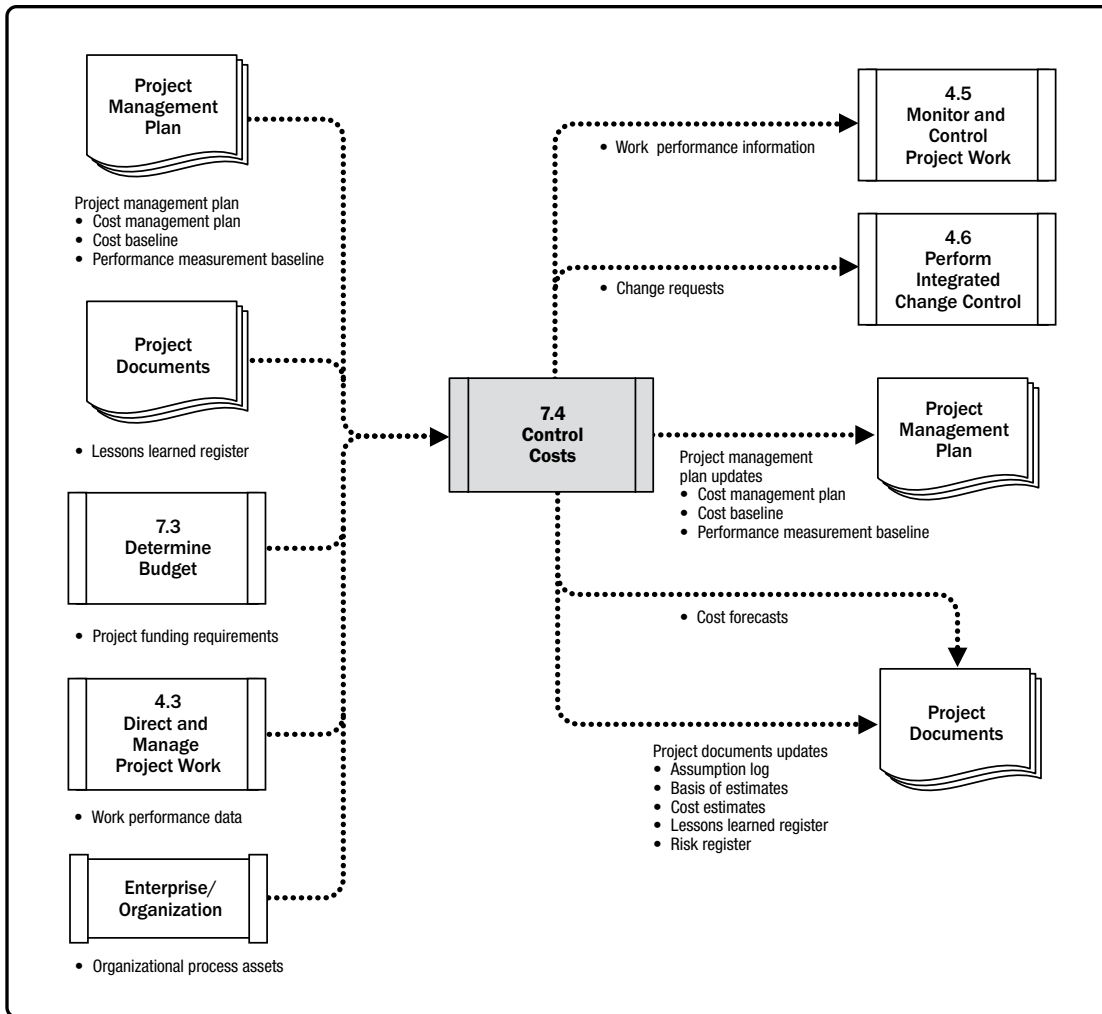 Project
Management
Plan
Project management plan
• Cost management plan
• Cost baseline
• Performance measurement baseline
Project
Documents
• Lessons learned register
7.3
Determine
Budget
• Project funding requirements
4.3
Direct and
Manage
Project Work
• Work performance data
Enterprise/
Organization
• Organizational process assets
7.4
Control
Costs
4.5
Monitor and
Control
Project Work
• Work performance information
4.6
Perform
Integrated
Change Control
• Change requests
Project
Management
Plan
Project management
plan updates
• Cost management plan
• Cost baseline
• Performance measurement baseline
• Cost forecasts
Project
Documents
Project documents updates
• Assumption log
• Basis of estimates
• Cost estimates
• Lessons learned register
• Risk register